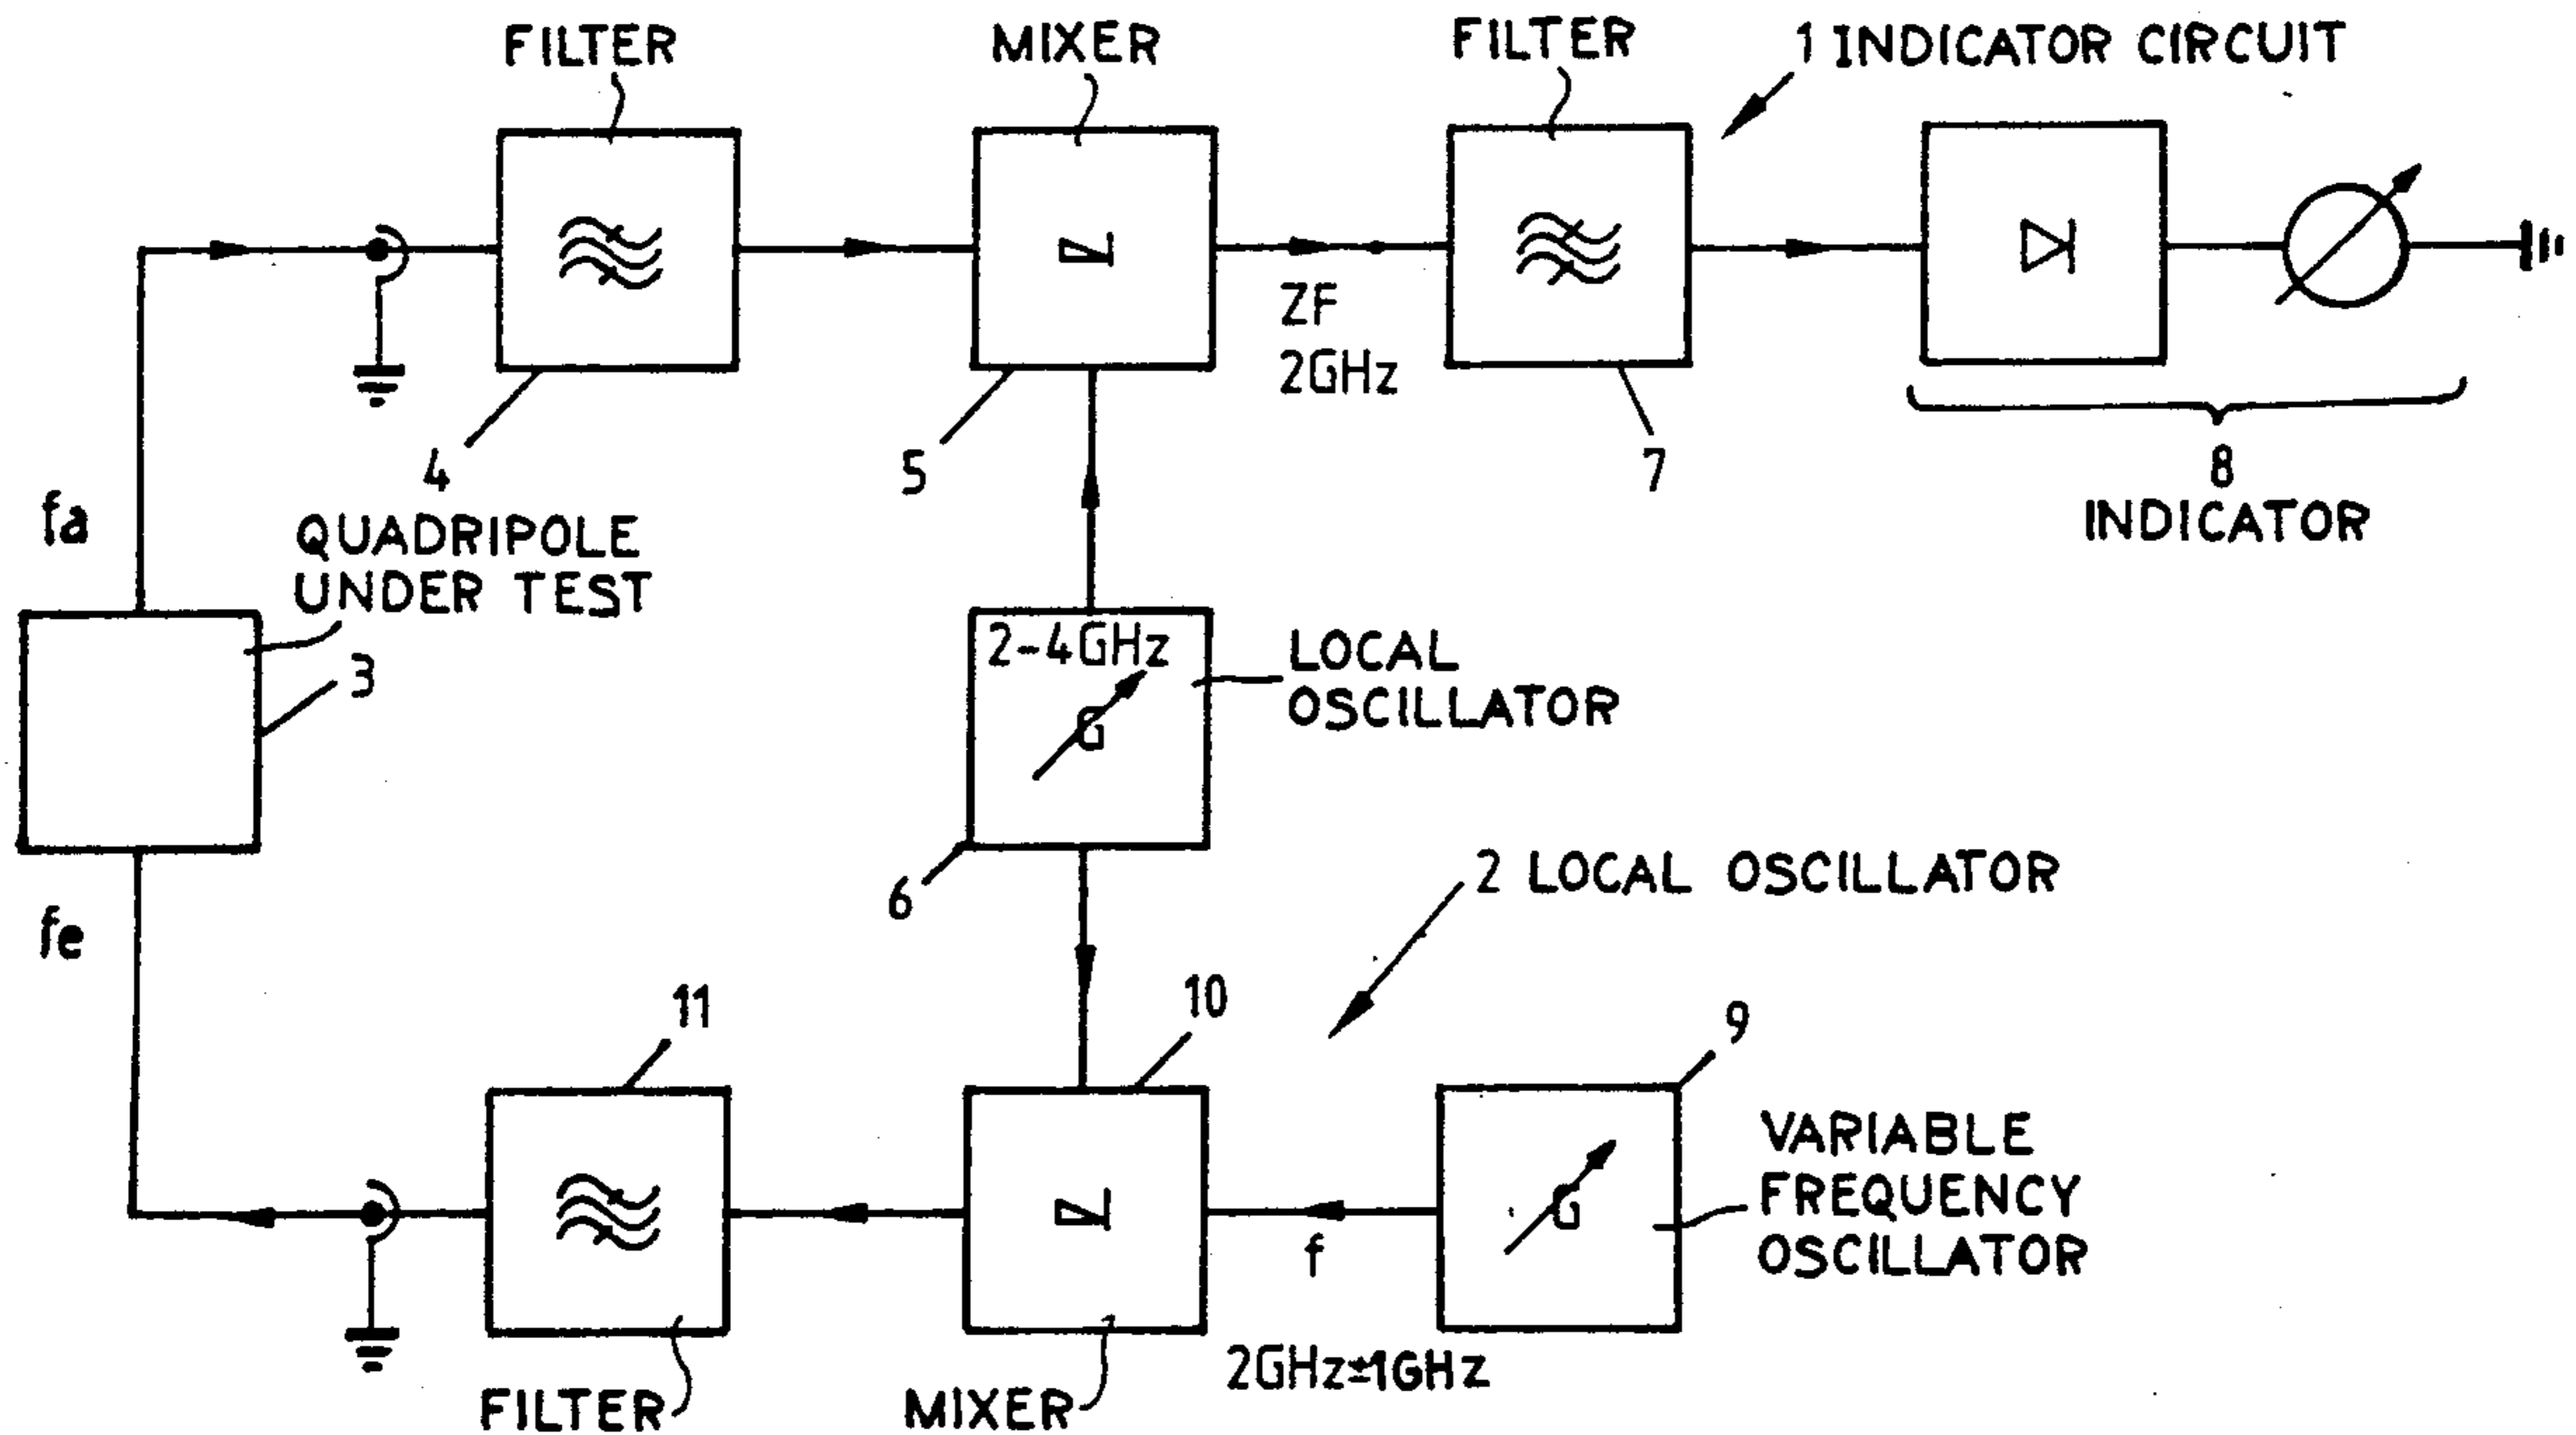 FILTER
MIXER
FILTER
1 INDICATOR CIRCUIT
ZF
2GHz
4
5
7
8
INDICATOR
fa
QUADRIPOLE
UNDER TEST
3
2-4GHz
G
LOCAL
OSCILLATOR
6
2 LOCAL OSCILLATOR
fe
11
10
9
G
VARIABLE
FREQUENCY
OSCILLATOR
f
2GHz±1GHz
FILTER
MIXER